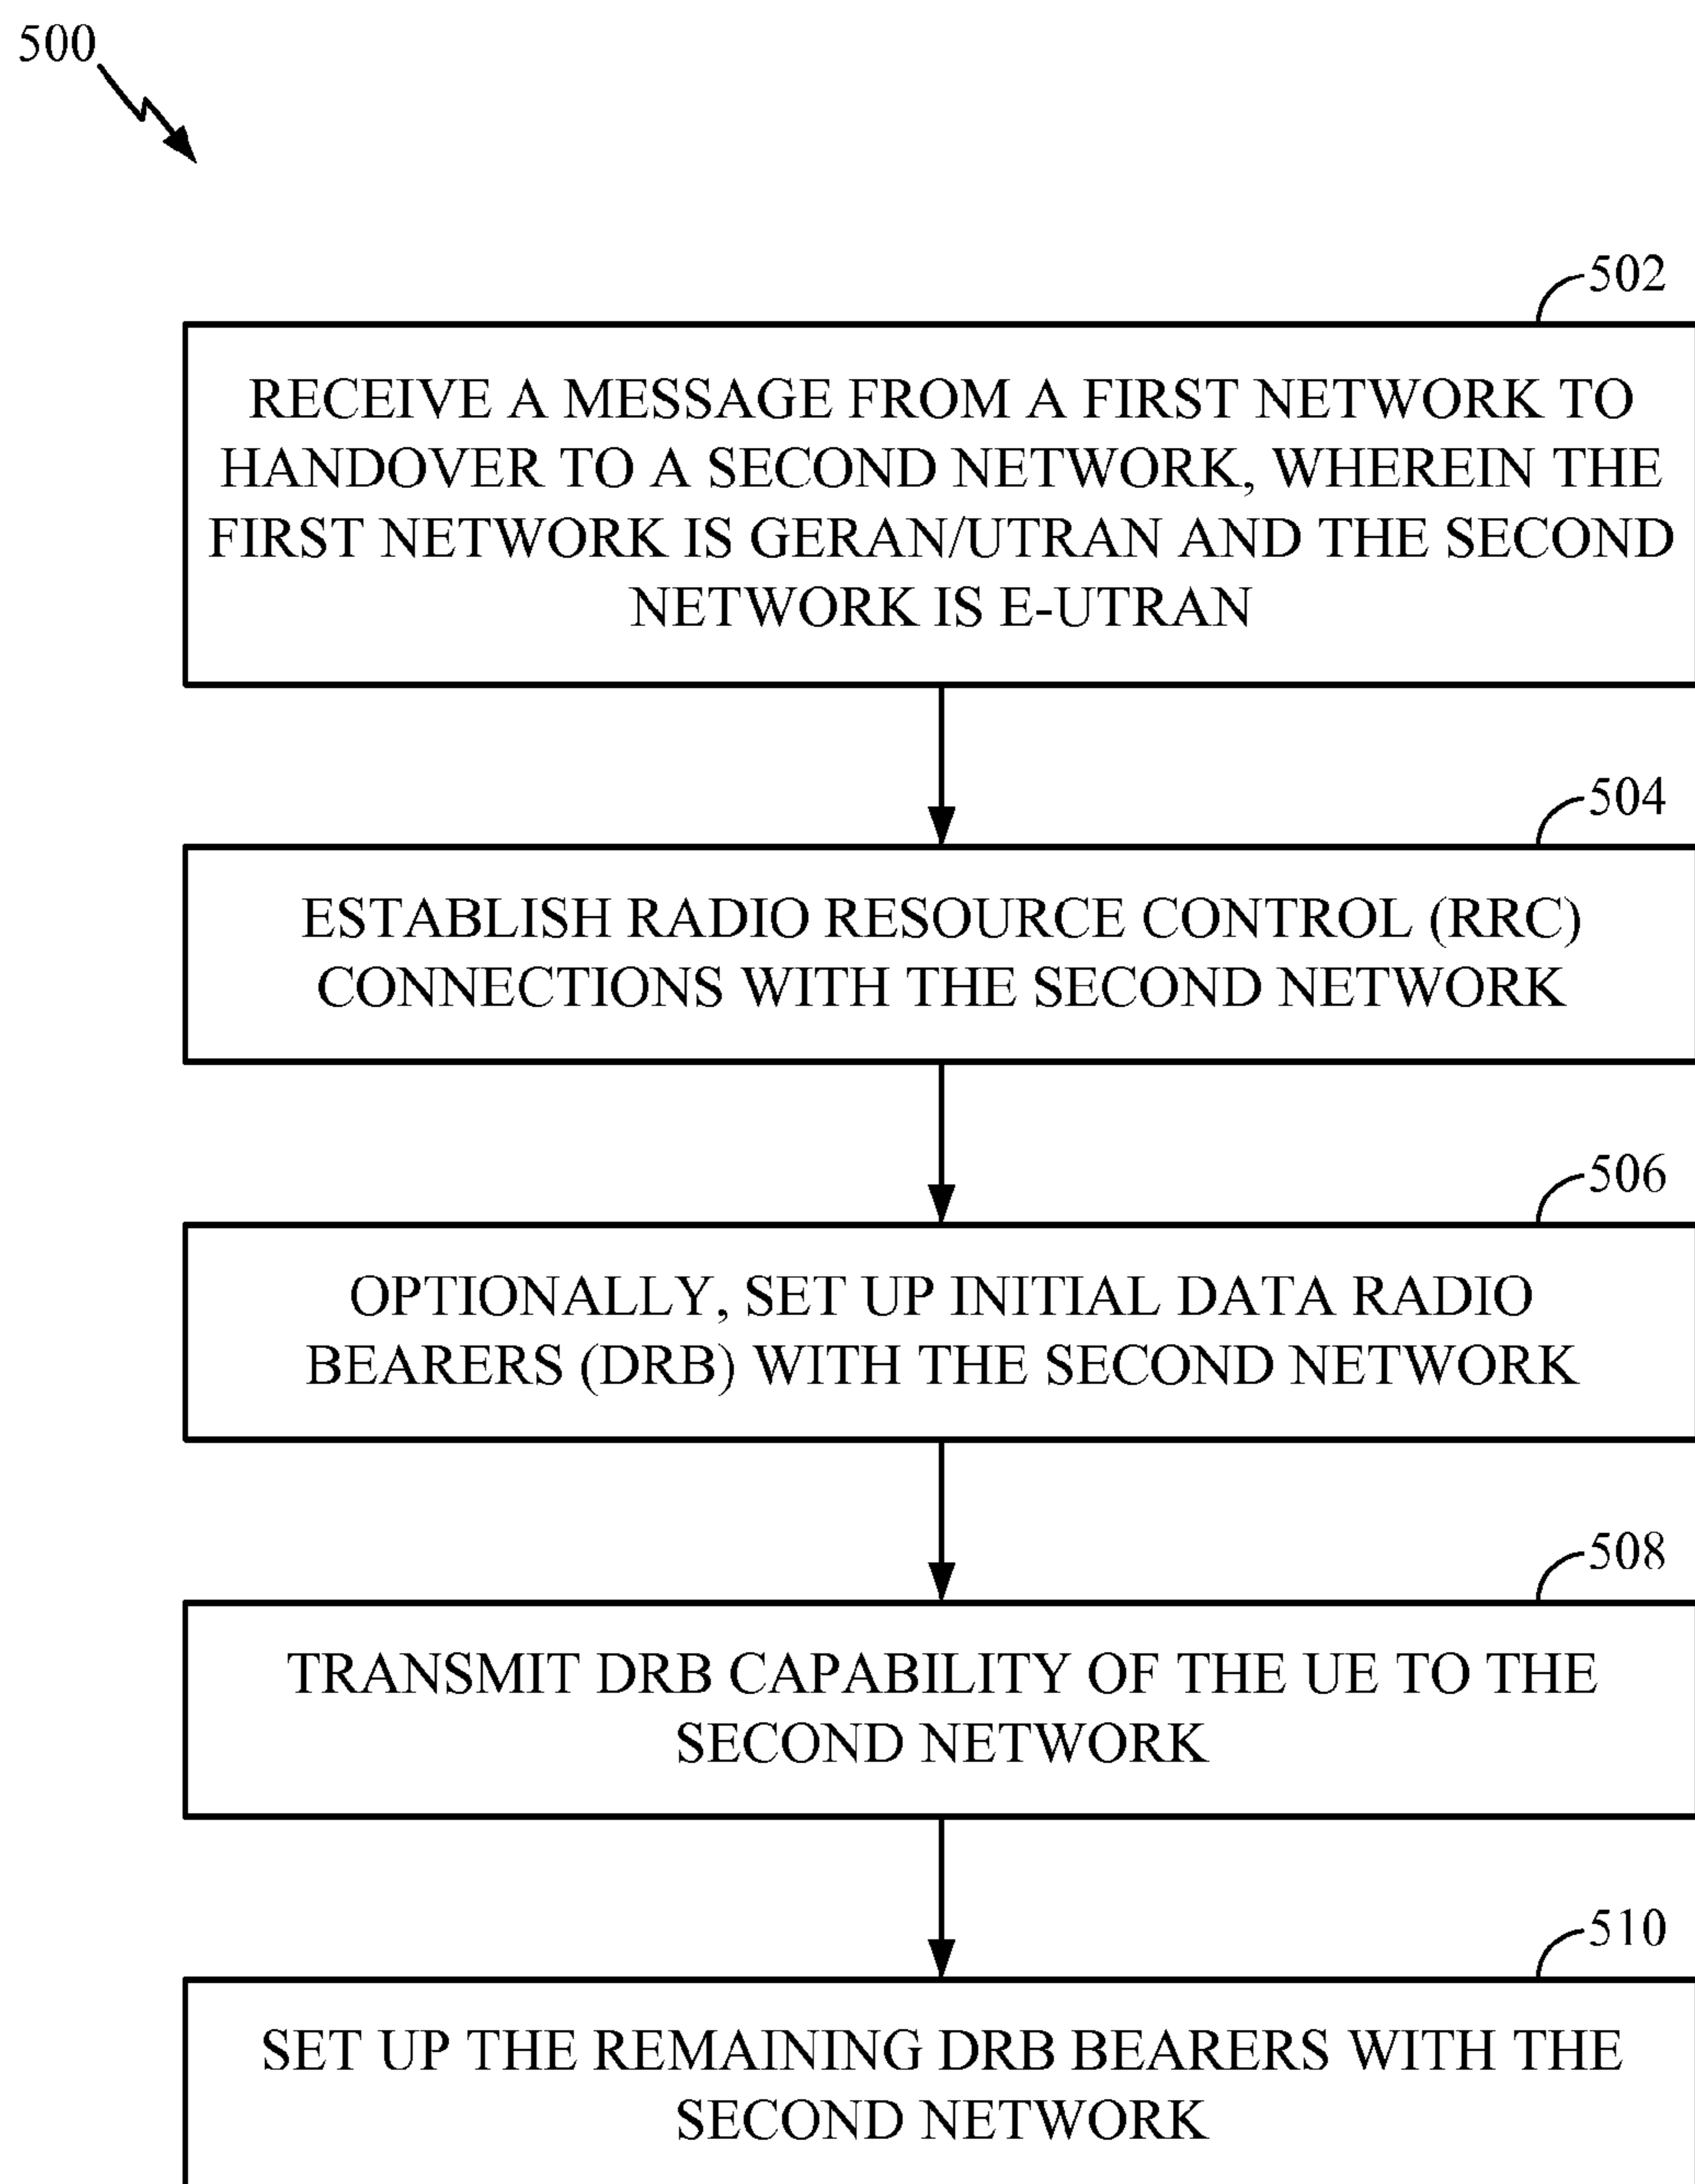 500
502
RECEIVE A MESSAGE FROM A FIRST NETWORK TO
HANDOVER TO A SECOND NETWORK, WHEREIN THE
FIRST NETWORK IS GERAN/UTRAN AND THE SECOND
NETWORK IS E-UTRAN
504
ESTABLISH RADIO RESOURCE CONTROL (RRC)
CONNECTIONS WITH THE SECOND NETWORK
506
OPTIONALLY, SET UP INITIAL DATA RADIO
BEARERS (DRB) WITH THE SECOND NETWORK
508
TRANSMIT DRB CAPABILITY OF THE UE TO THE
SECOND NETWORK
510
SET UP THE REMAINING DRB BEARERS WITH THE
SECOND NETWORK